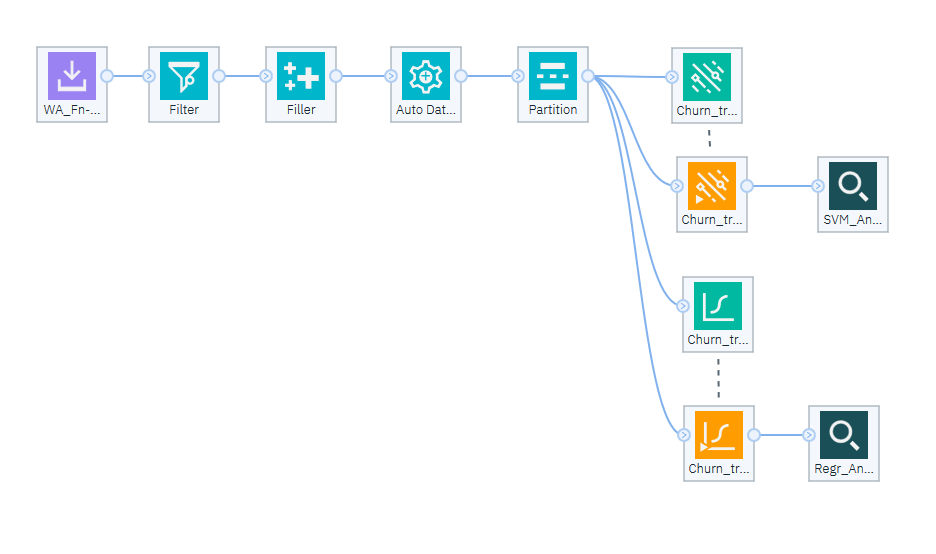 WA_Fn-...
Filter
Filler
Auto Dat...
Partition
Churn_tr...
Churn_tr...
SVM_An...
Churn_tr...
Churn_tr...
Regr_An...